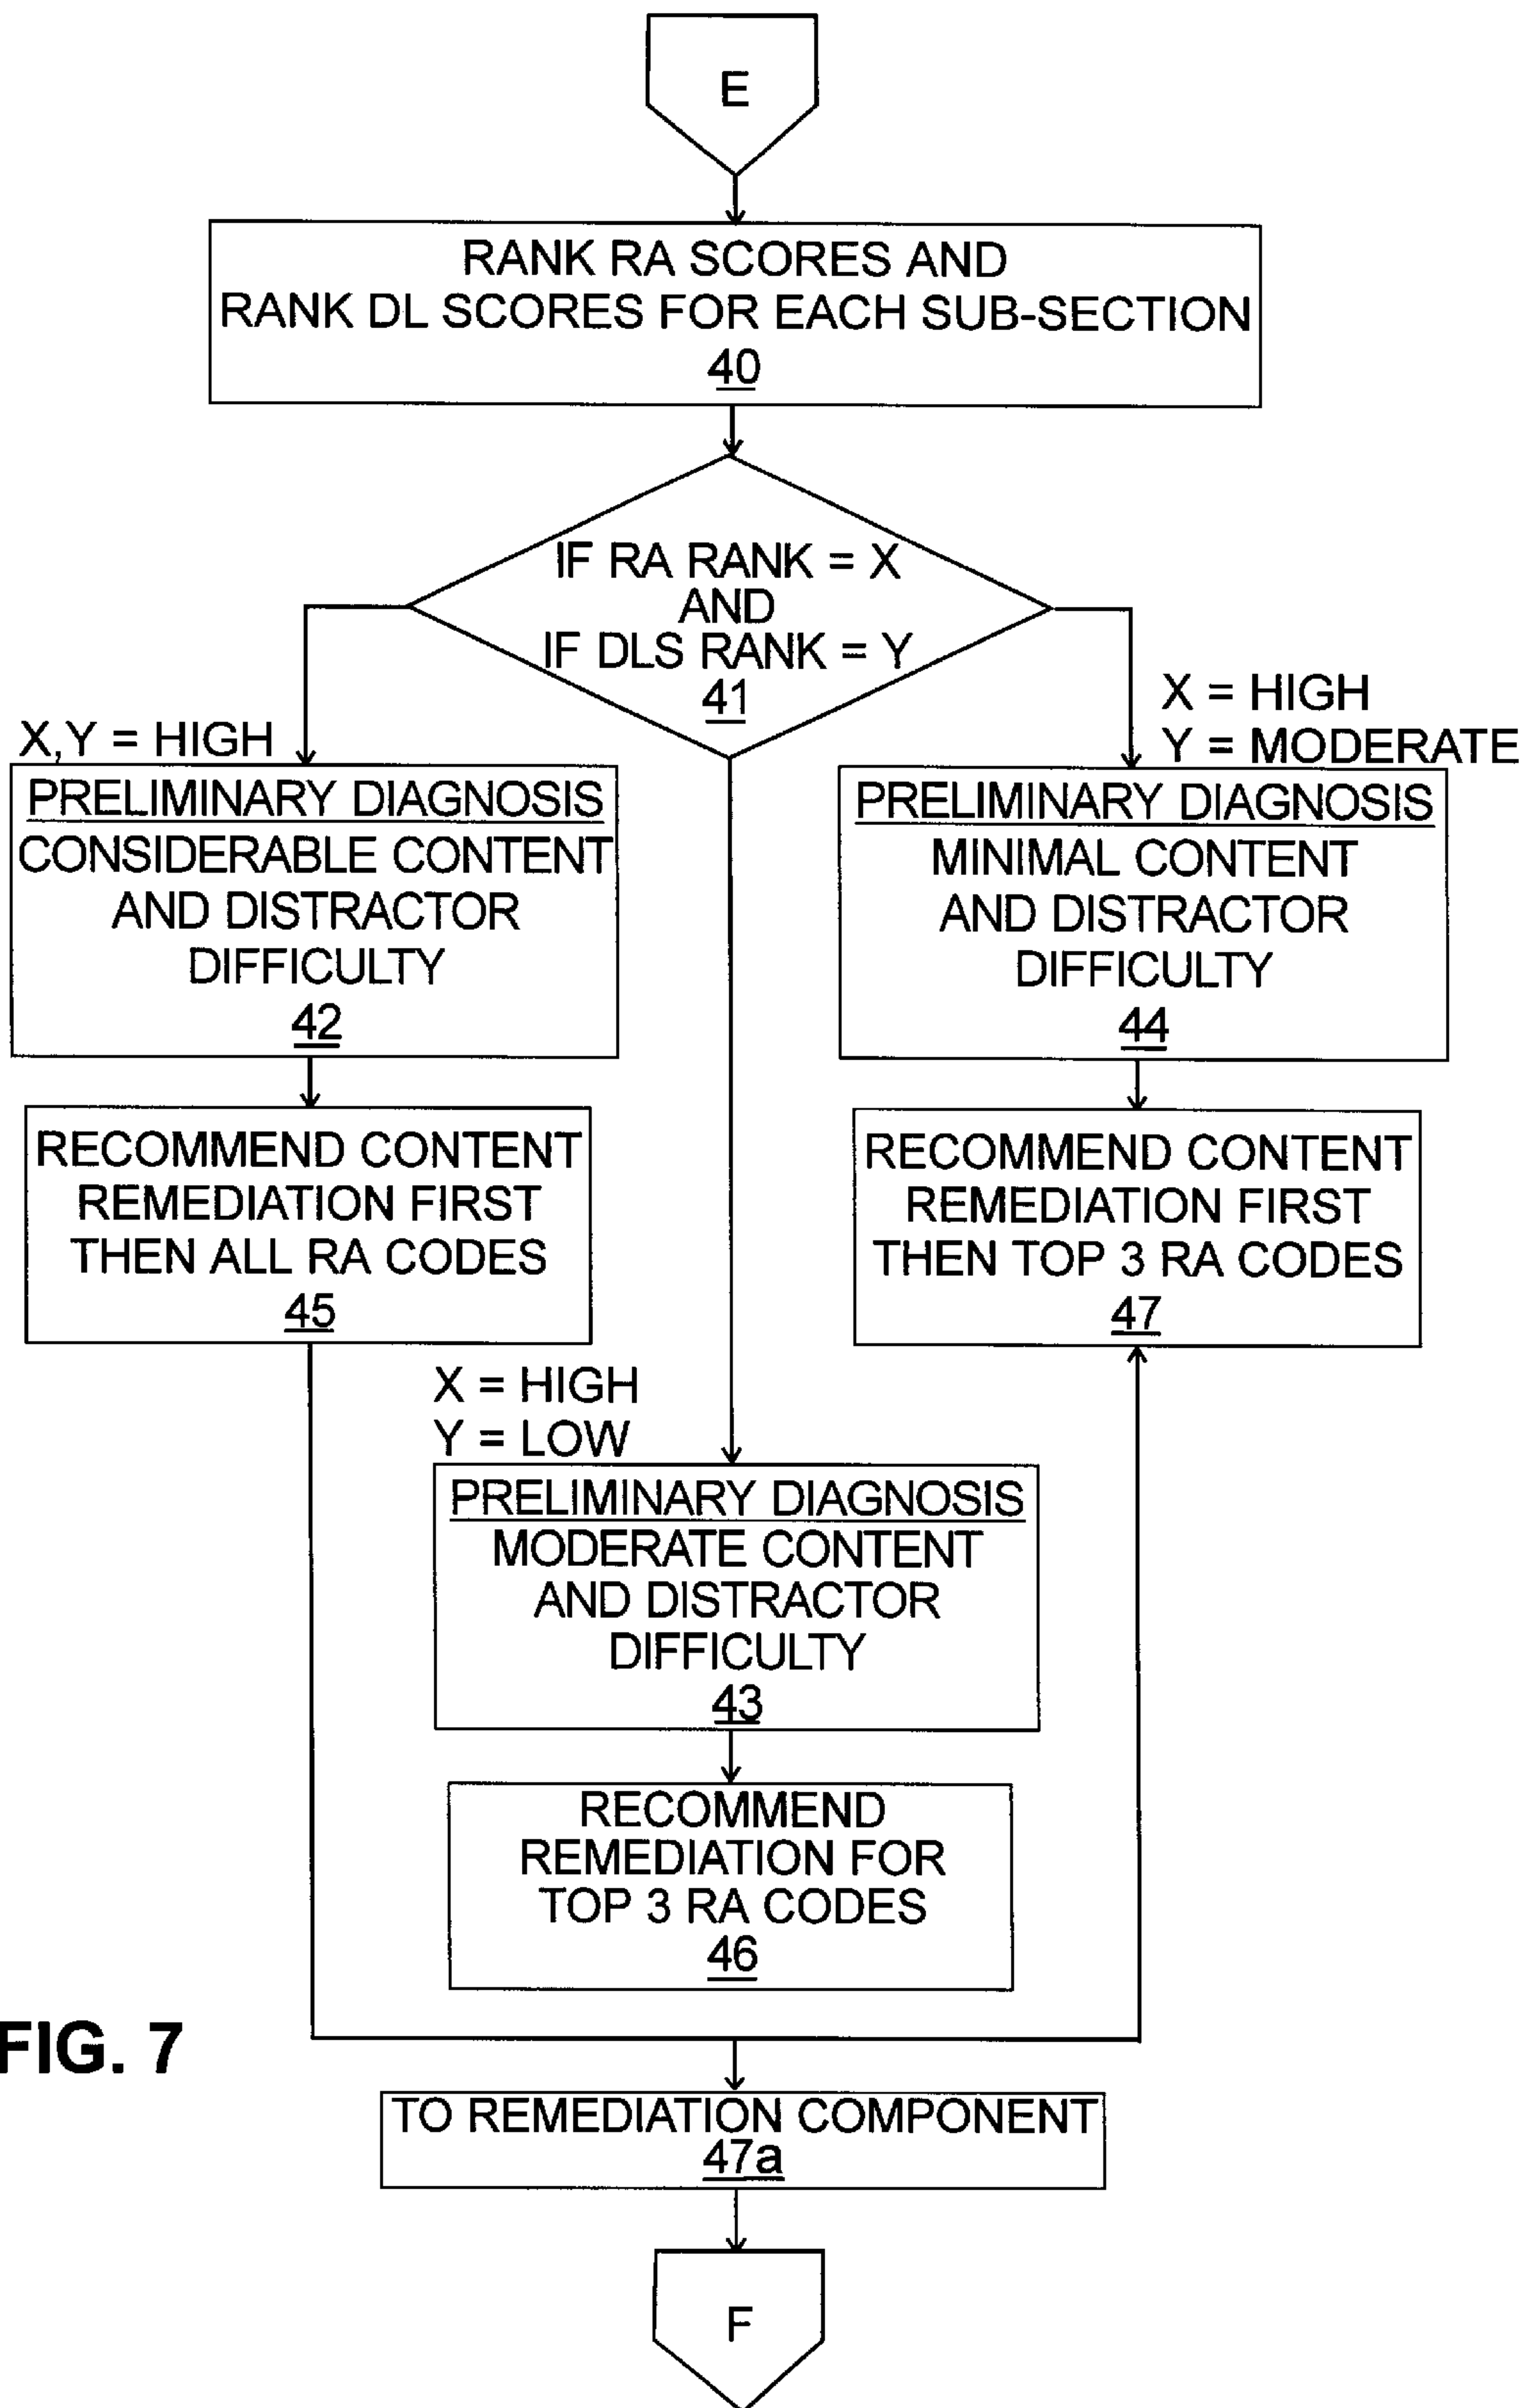 E
RANK RA SCORES AND
RANK DL SCORES FOR EACH SUB-SECTION
40
IF RA RANK = X
AND
IF DLS RANK = Y
41
X,Y = HIGH
X = HIGH
Y = MODERATE
PRELIMINARY DIAGNOSIS
CONSIDERABLE CONTENT
AND DISTRACTOR
DIFFICULTY
42
PRELIMINARY DIAGNOSIS
MINIMAL CONTENT
AND DISTRACTOR
DIFFICULTY
44
RECOMMEND CONTENT
REMEDIATION FIRST
THEN ALL RA CODES
45
RECOMMEND CONTENT
REMEDIATION FIRST
THEN TOP 3 RA CODES
47
X = HIGH
Y = LOW
PRELIMINARY DIAGNOSIS
MODERATE CONTENT
AND DISTRACTOR
DIFFICULTY
43
RECOMMEND
REMEDIATION FOR
TOP 3 RA CODES
46
FIG. 7
TO REMEDIATION COMPONENT
47a
F